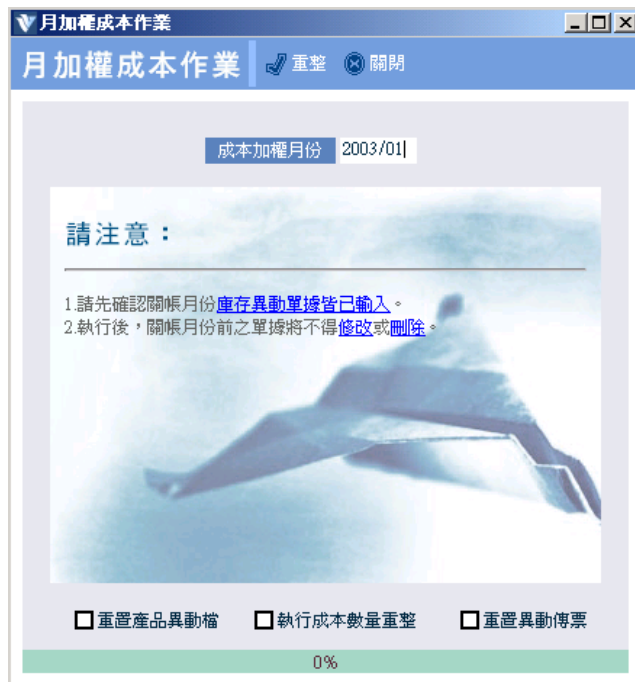 月加權成本作業
月加權成本作業 重整 關閉
成本加權月份 2003/01
請注意：
1.請先確認關帳月份庫存異動單據皆已輸入。
2.執行後，關帳月份前之單據將不得修改或刪除。
重置產品異動檔 執行成本數量重整 重置異動傳票
0%